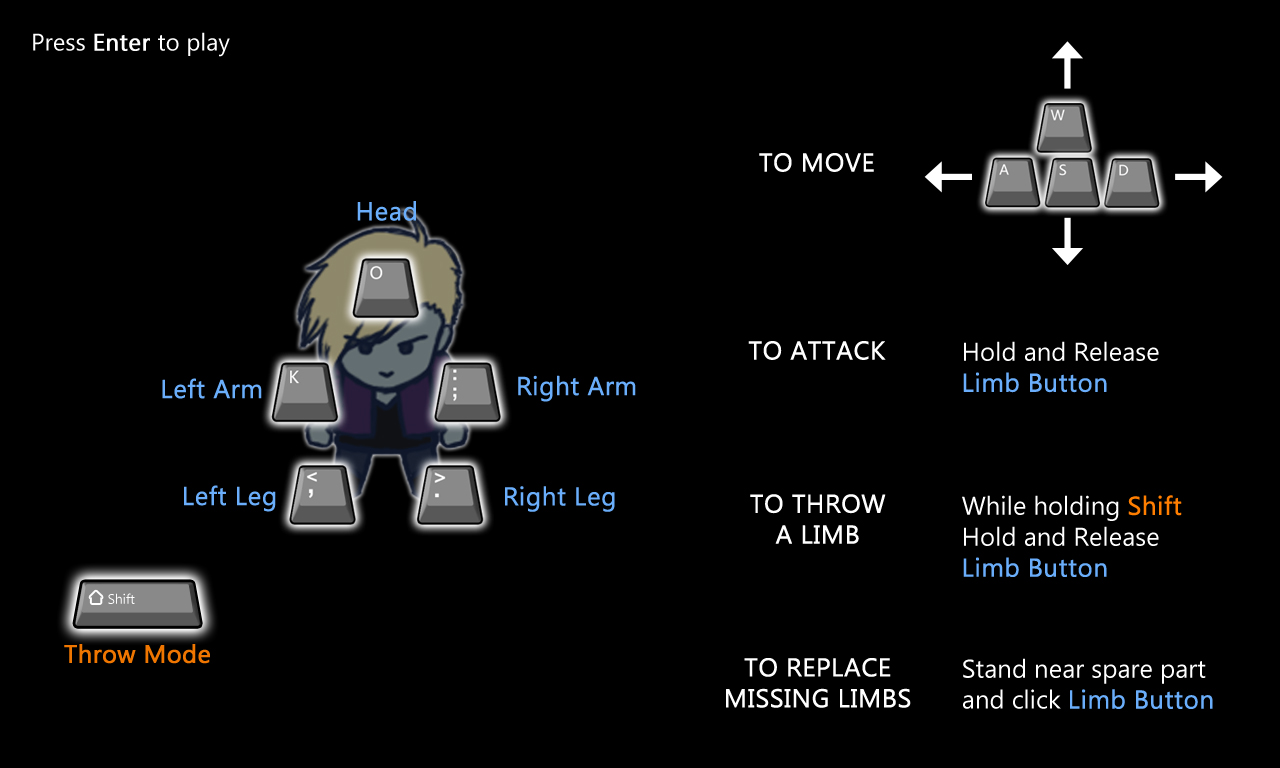 Press Enter to play
Head
O
Left Arm
K
:
;
Right Arm
Left Leg
<
,
>
.
Right Leg
Shift
Throw Mode
TO MOVE
W
A
S
D
TO ATTACK
Hold and Release
Limb Button
TO THROW
A LIMB
While holding Shift
Hold and Release
Limb Button
TO REPLACE
MISSING LIMBS
Stand near spare part
and click Limb Button